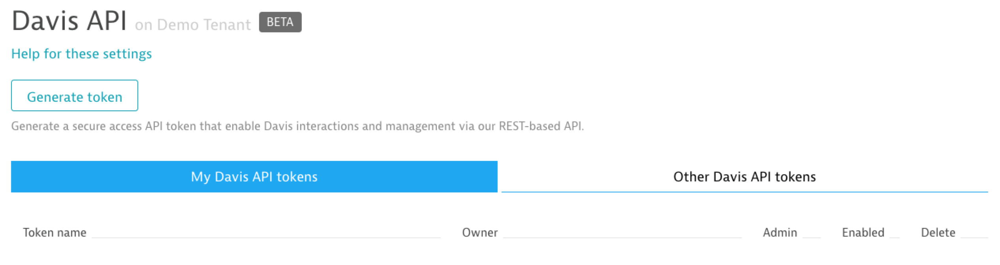 Davis API on Demo Tenant BETA
Help for these settings
Generate token
Generate a secure access API token that enable Davis interactions and management via our REST-based API.
My Davis API tokens Other Davis API tokens
Token name Owner Admin Enabled Delete